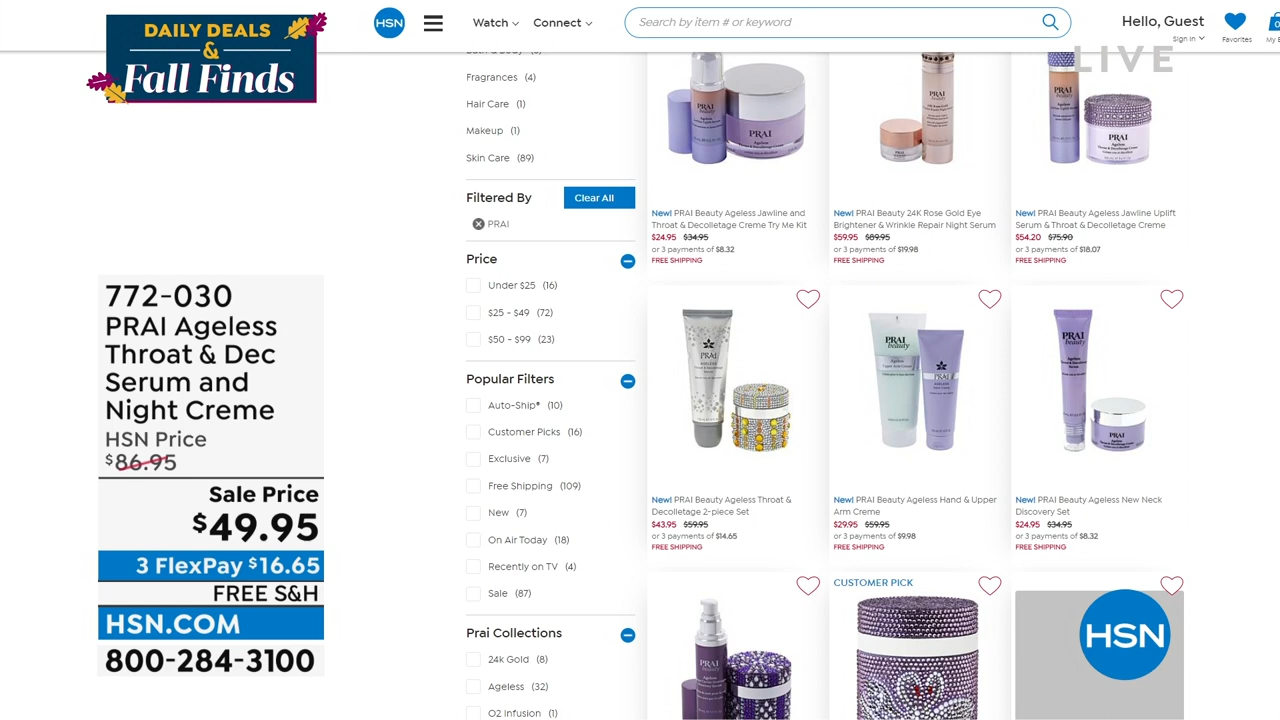 DAILY DEALS
&
Fall Finds
HSN
Watch
Connect
Search by item # or keyword
Hello, Guest
Sign In
Favorites
LIVE
772-030
PRAI Ageless
Throat & Dec
Serum and
Night Creme
HSN Price
$86.95
Sale Price
$49.95
3 FlexPay $16.65
FREE S&H
HSN.COM
800-284-3100
Fragrances (4)
Hair Care (1)
Makeup (1)
Skin Care (89)
Filtered By
Clear All
PRAI
Price
Under $25 (16)
$25 - $49 (72)
$50 - $99 (23)
Popular Filters
Auto-Ship® (10)
Customer Picks (16)
Exclusive (7)
Free Shipping (109)
New (7)
On Air Today (18)
Recently on TV (4)
Sale (87)
Prai Collections
24k Gold (8)
Ageless (32)
O2 Infusion (1)
New! PRAI Beauty Ageless Jawline and
Throat & Decolletage Creme Try Me Kit
$24.95 $34.95
or 3 payments of $8.32
FREE SHIPPING
New! PRAI Beauty 24K Rose Gold Eye
Brightener & Wrinkle Repair Night Serum
$59.95 $89.95
or 3 payments of $19.98
FREE SHIPPING
New! PRAI Beauty Ageless Jawline Uplift
Serum & Throat & Decolletage Creme
$54.20 $75.90
or 3 payments of $18.07
FREE SHIPPING
New! PRAI Beauty Ageless Throat &
Decolletage 2-piece Set
$43.95 $59.95
or 3 payments of $14.65
FREE SHIPPING
New! PRAI Beauty Ageless Hand & Upper
Arm Creme
$29.95 $59.95
or 3 payments of $9.98
FREE SHIPPING
New! PRAI Beauty Ageless New Neck
Discovery Set
$24.95 $34.95
or 3 payments of $8.32
FREE SHIPPING
CUSTOMER PICK
HSN